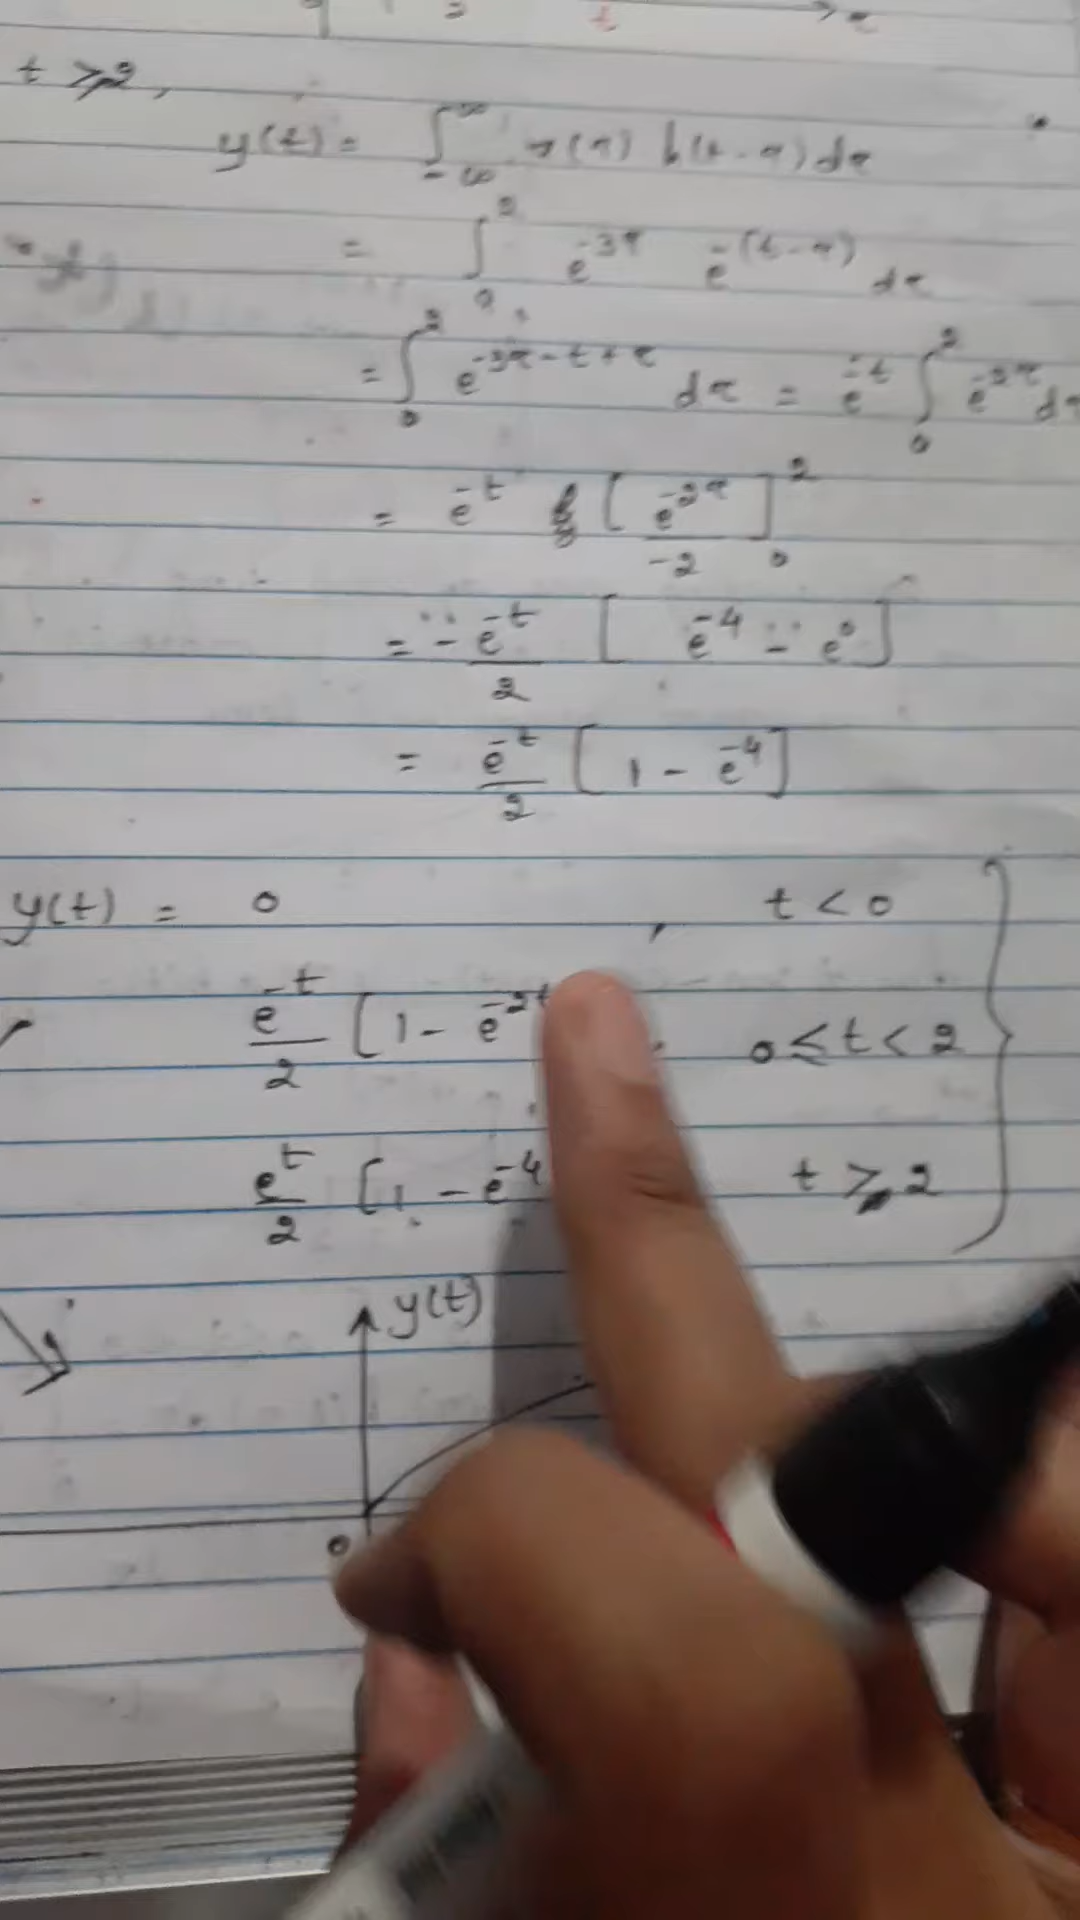 t ≥ 2,
y(t) = ∫_{-∞}^{∞} x(τ) h(t-τ) dτ
= ∫_0^2 e^{-3τ} e^{-(t-τ)} dτ
= ∫_0^2 e^{-3τ-t+τ} dτ = e^{-t} ∫_0^2 e^{-2τ} dτ
= e^{-t} [ e^{-2τ} / -2 ]_0^2
= - e^{-t}/2 [ e^{-4} - e^0 ]
= e^{-t}/2 [ 1 - e^{-4} ]
y(t) = 0 , t < 0
e^{-t}/2 [ 1 - e^{-2t} , 0 ≤ t < 2
e^t/2 [ 1 - e^{-4} t ≥ 2
y(t)
0